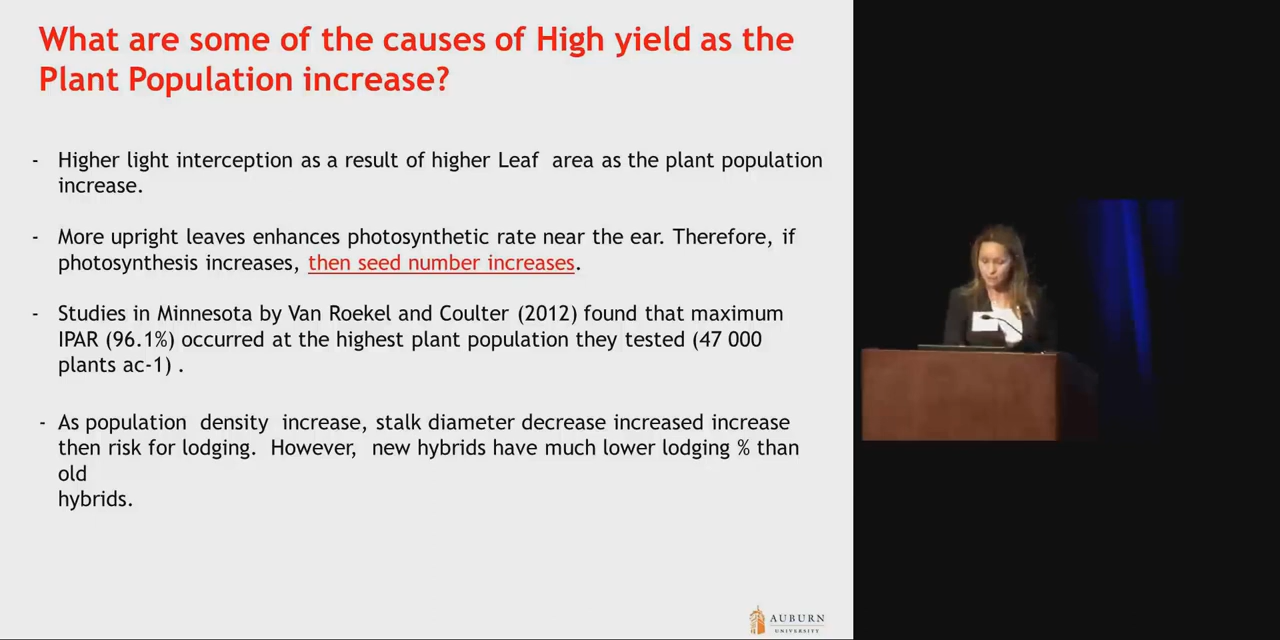 What are some of the causes of High yield as the
Plant Population increase?
- Higher light interception as a result of higher Leaf area as the plant population
increase.
- More upright leaves enhances photosynthetic rate near the ear. Therefore, if
photosynthesis increases, then seed number increases.
- Studies in Minnesota by Van Roekel and Coulter (2012) found that maximum
IPAR (96.1%) occurred at the highest plant population they tested (47 000
plants ac-1) .
- As population density increase, stalk diameter decrease increased increase
then risk for lodging. However, new hybrids have much lower lodging % than
old
hybrids.
AUBURN
UNIVERSITY